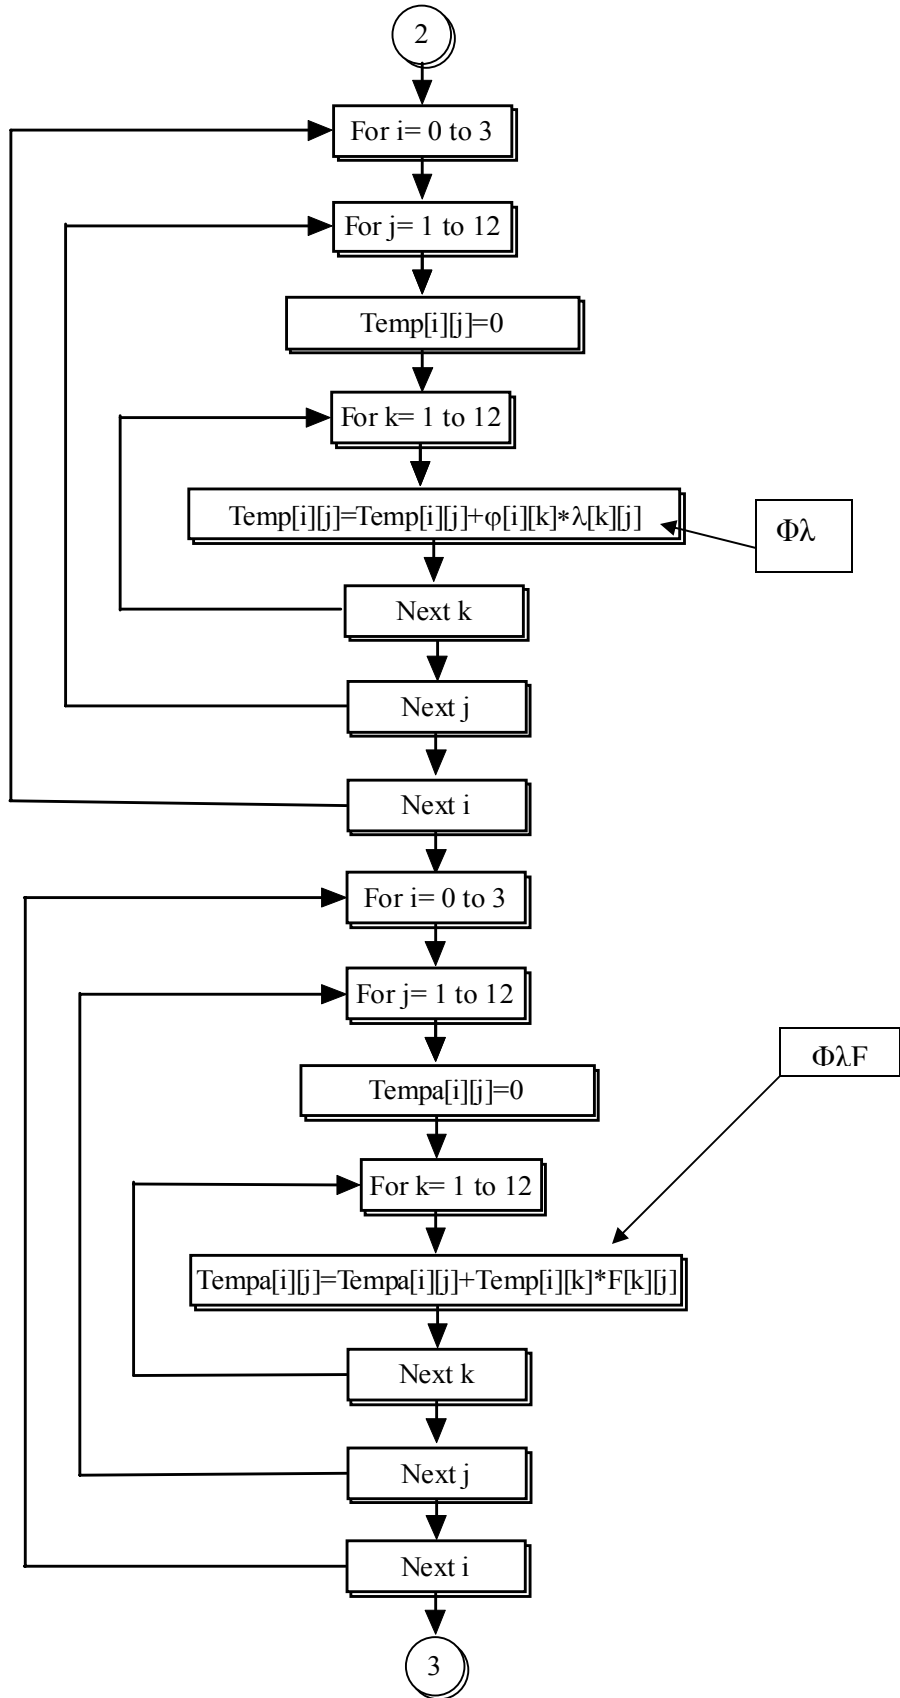 2
For i= 0 to 3
For j= 1 to 12
Temp[i][j]=0
For k= 1 to 12
Temp[i][j]=Temp[i][j]+φ[i][k]*λ[k][j]
Φλ
Next k
Next j
Next i
For i= 0 to 3
For j= 1 to 12
Tempa[i][j]=0
ΦλF
For k= 1 to 12
Tempa[i][j]=Tempa[i][j]+Temp[i][k]*F[k][j]
Next k
Next j
Next i
3